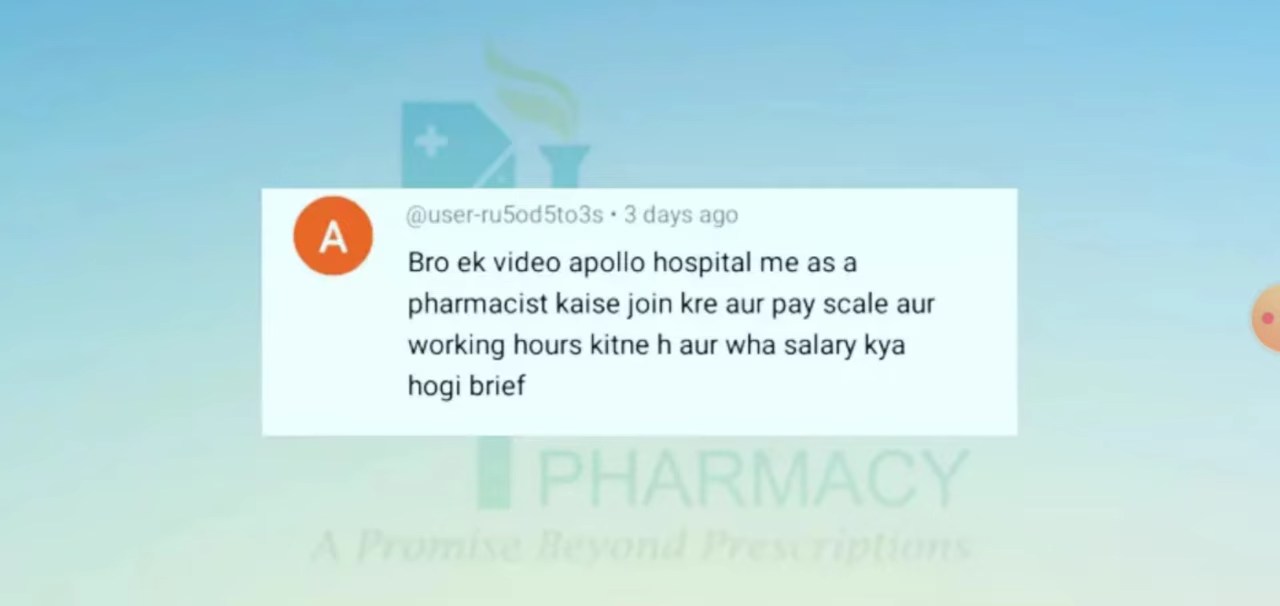 A
@user-ru5od5to3s • 3 days ago
Bro ek video apollo hospital me as a
pharmacist kaise join kre aur pay scale aur
working hours kitne h aur wha salary kya
hogi brief
PHARMACY
A Promise Beyond Prescriptions